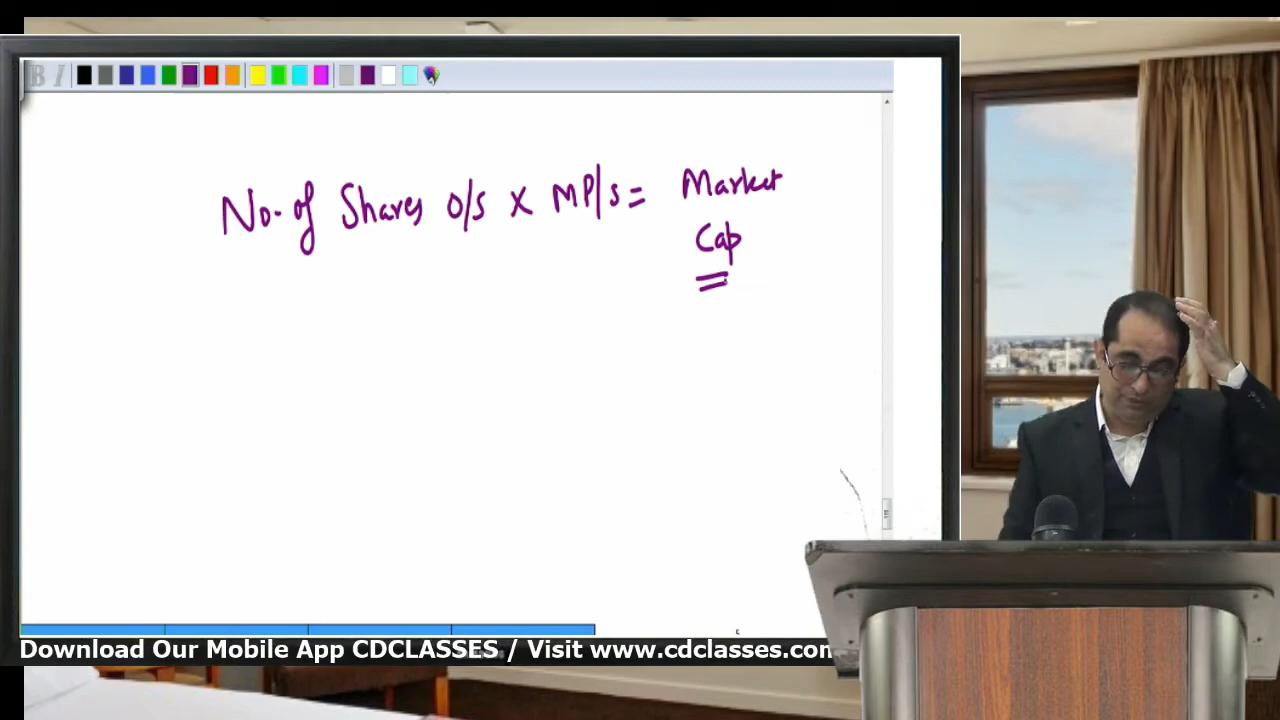 B I
No. of Shares O/S X MP/S = Market
Cap
Download Our Mobile App CDCLASSES / Visit www.cdclasses.com